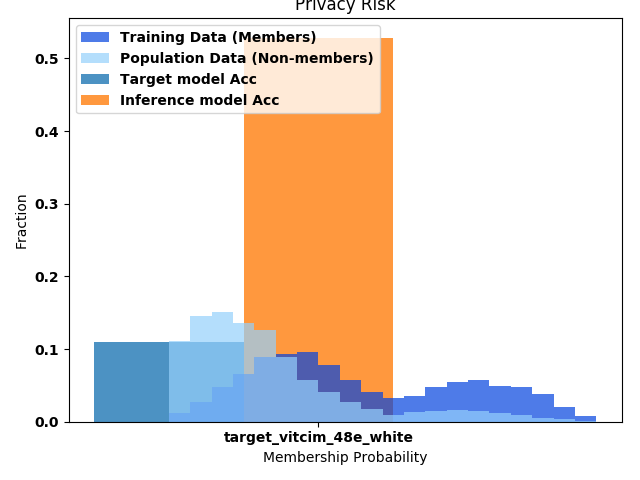 Privacy Risk
Training Data (Members)
Population Data (Non-members)
Target model Acc
Inference model Acc
0.5
0.4
0.3
0.2
0.1
0.0
Fraction
target_vitcim_48e_white
Membership Probability